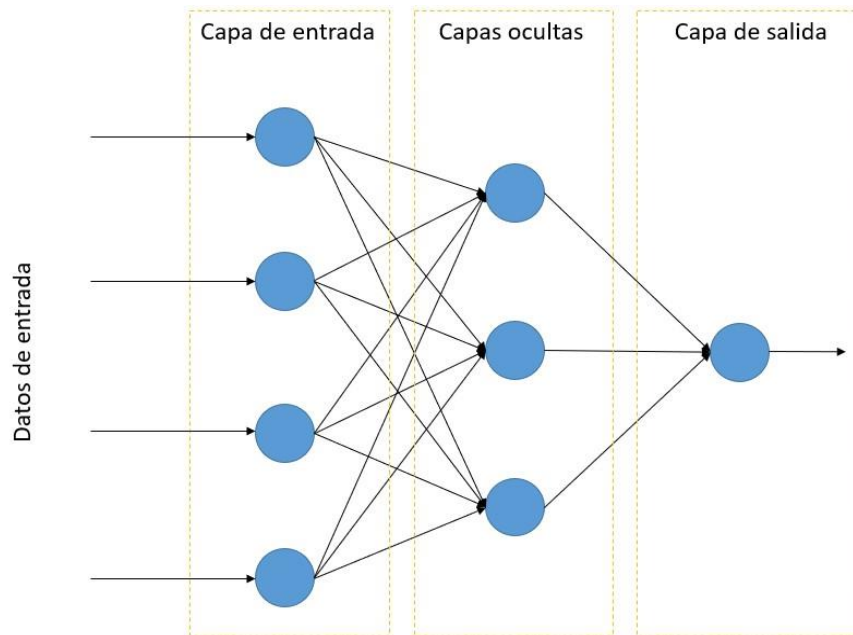 Capa de entrada
Capas ocultas
Capa de salida
Datos de entrada